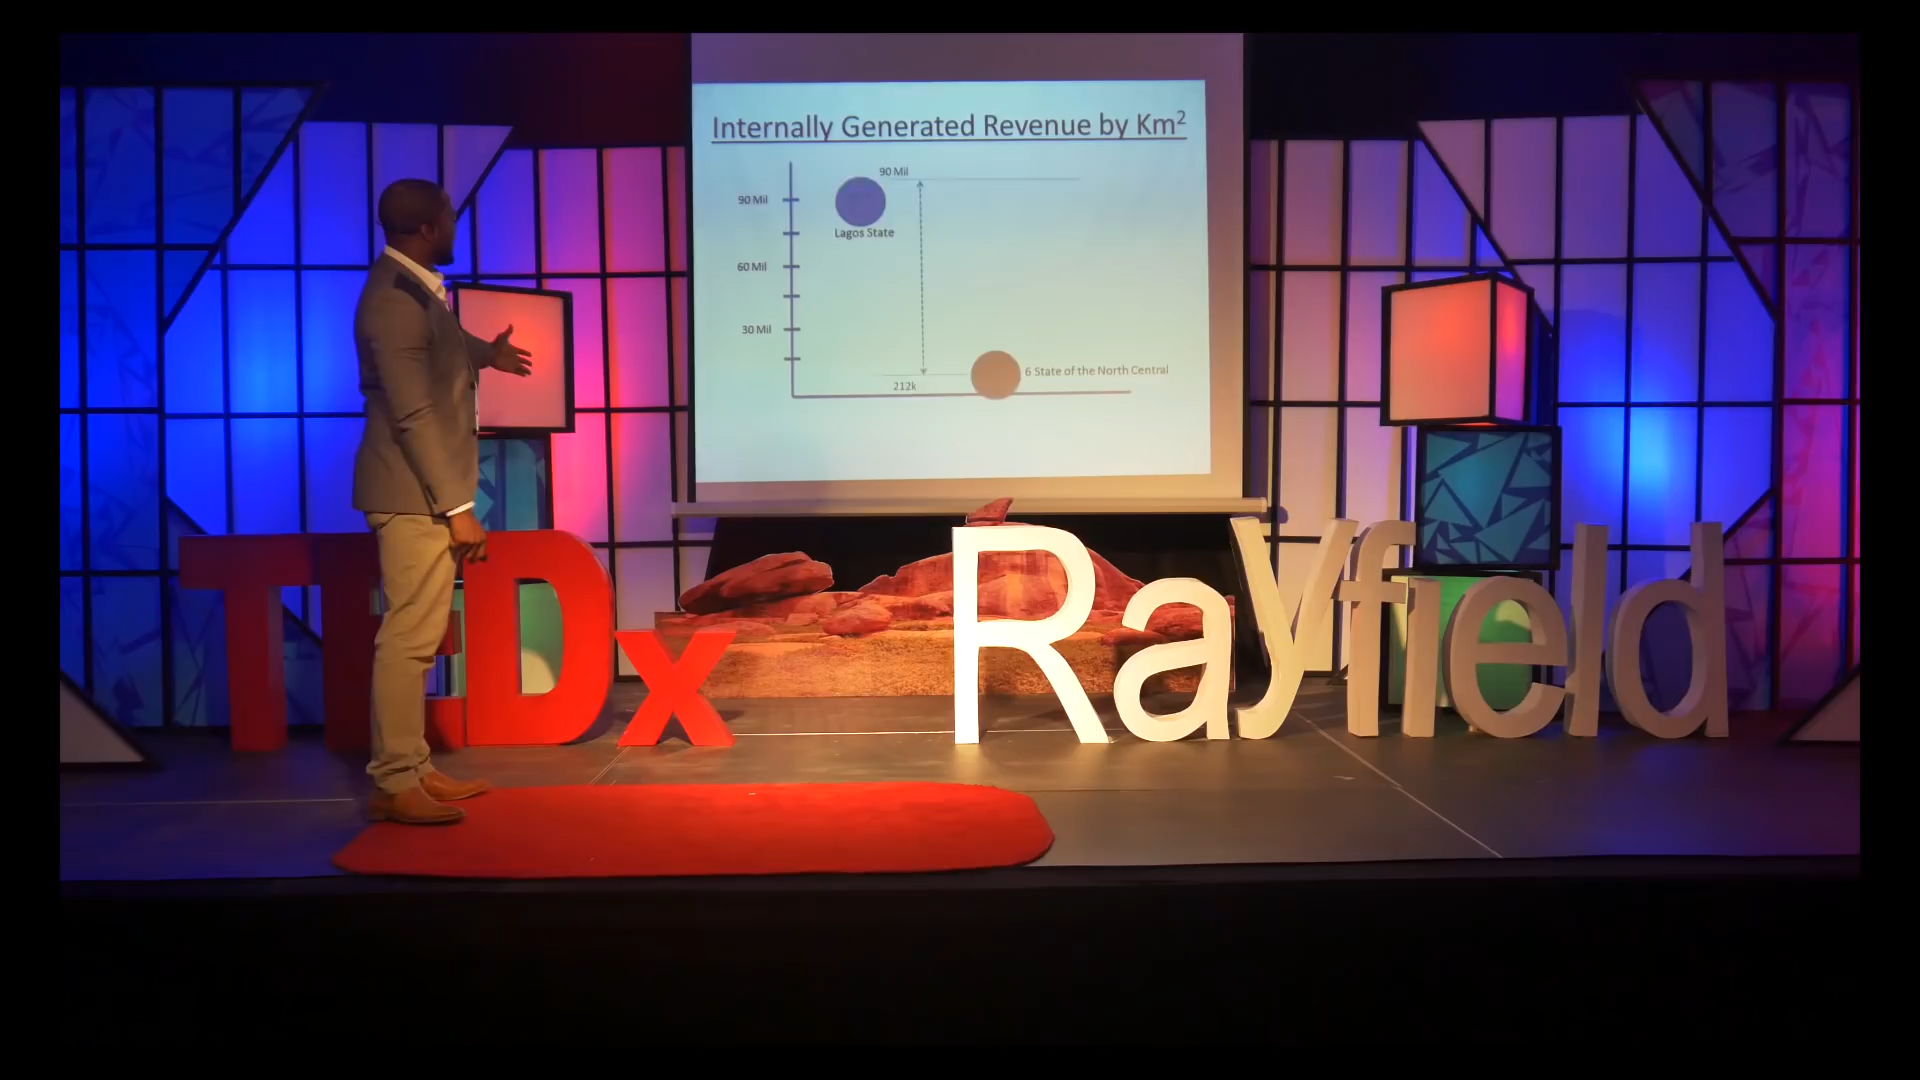 Internally Generated Revenue by Km²
90 Mil
90 Mil
Lagos State
60 Mil
30 Mil
6 State of the North Central
212k
TEDx Rayfield